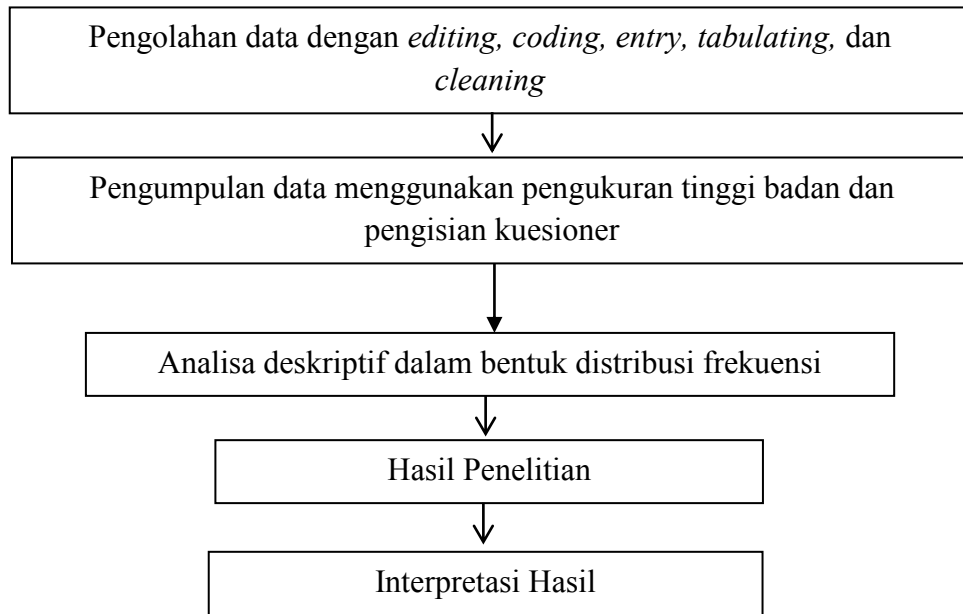 Pengolahan data dengan editing, coding, entry, tabulating, dan
cleaning
Pengumpulan data menggunakan pengukuran tinggi badan dan
pengisian kuesioner
Analisa deskriptif dalam bentuk distribusi frekuensi
Hasil Penelitian
Interpretasi Hasil